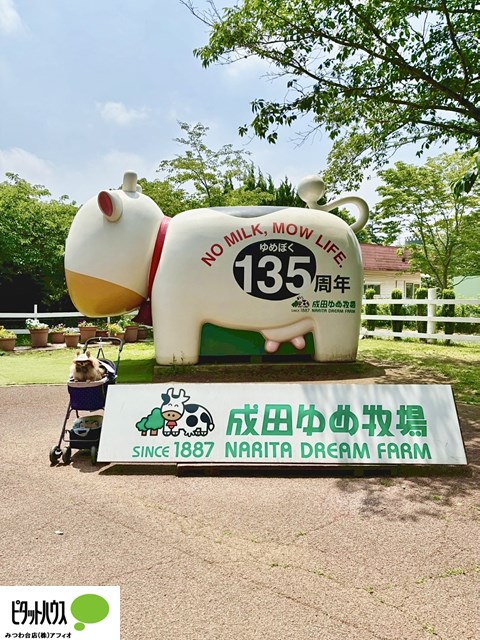 NO MILK, MOW LIFE.
ゆめぼく
135周年
成田ゆめ牧場
SINCE 1887 NARITA DREAM FARM
成田ゆめ牧場
SINCE 1887 NARITA DREAM FARM
ピタットハウス
みつわ台店(株)アフィオ